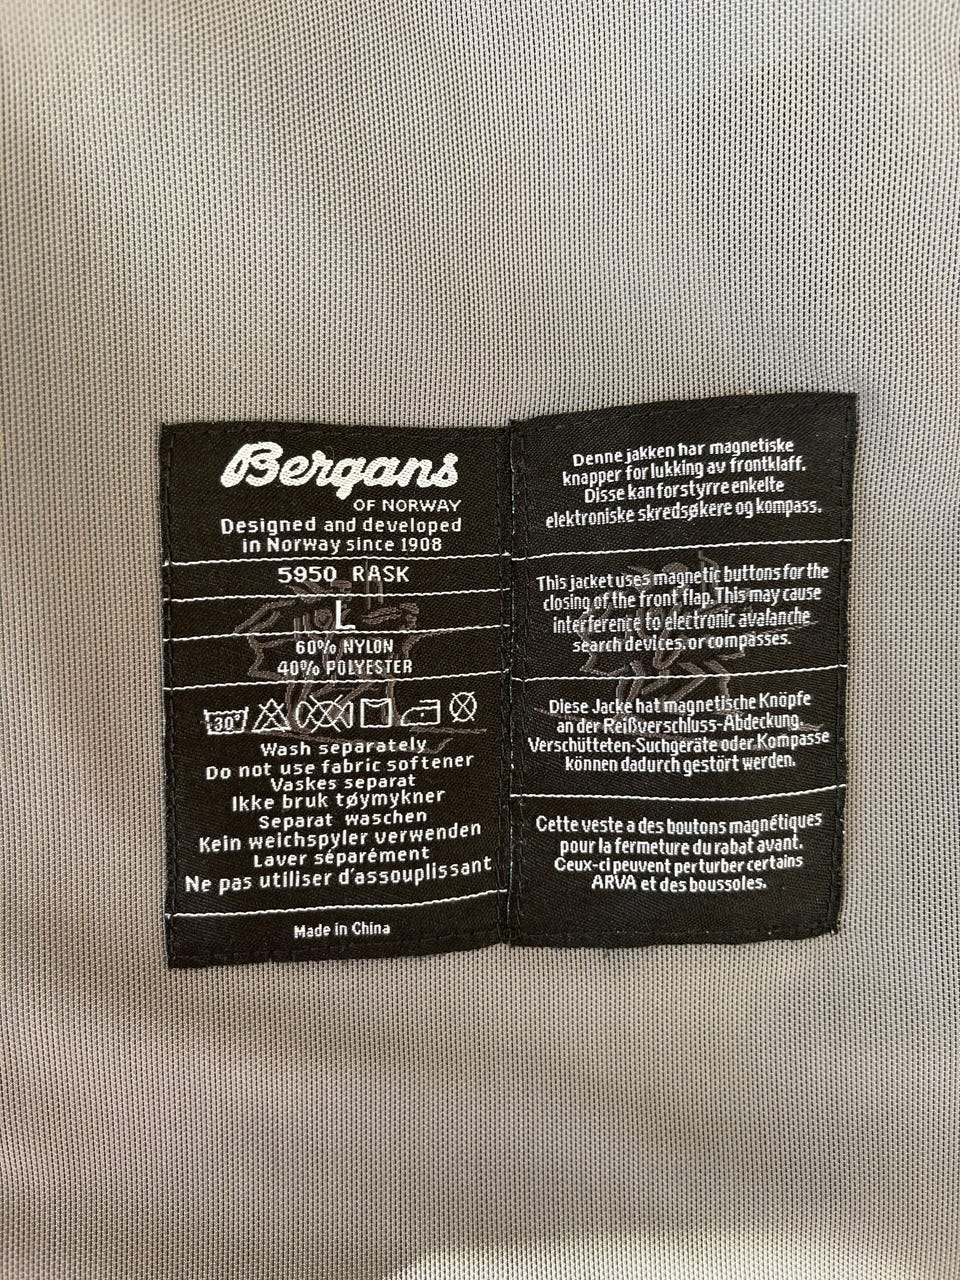 Bergans
OF NORWAY
Designed and developed
in Norway since 1908
5950 RASK
L
60% NYLON
40% POLYESTER
30°
Wash separately
Do not use fabric softener
Vaskes separat
Ikke bruk tøymykner
Separat waschen
Kein weichspyler verwenden
Laver séparément
Ne pas utiliser d'assouplissant
Made in China
Denne jakken har magnetiske
knapper for lukking av frontklaff.
Disse kan forstyrre enkelte
elektroniske skredsøkere og kompass.
This jacket uses magnetic buttons for the
closing of the front flap. This may cause
interference to electronic avalanche
search devices, or compasses.
Diese Jacke hat magnetische Knöpfe
an der Reißverschluss-Abdeckung.
Verschütteten-Suchgeräte oder Kompasse
können dadurch gestört werden.
Cette veste a des boutons magnétiques
pour la fermeture du rabat avant.
Ceux-ci peuvent perturber certains
ARVA et des boussoles.